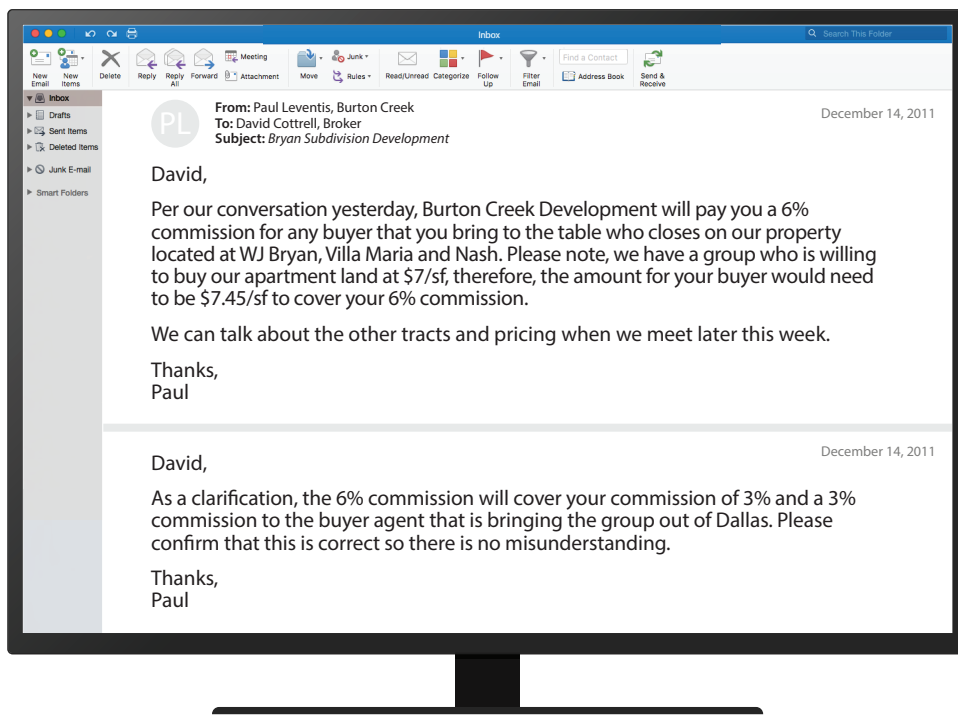 Inbox
Search This Folder
Meeting
Junk
Find a Contact
Attachment
Rules
Address Book
New Email
New Items
Delete
Reply
Reply All
Forward
Move
Read/Unread
Categorize
Follow Up
Filter Email
Send & Receive
Inbox
Drafts
Sent Items
Deleted Items
Junk E-mail
Smart Folders
PL
From: Paul Leventis, Burton Creek
To: David Cottrell, Broker
Subject: Bryan Subdivision Development
December 14, 2011
David,
Per our conversation yesterday, Burton Creek Development will pay you a 6%
commission for any buyer that you bring to the table who closes on our property
located at WJ Bryan, Villa Maria and Nash. Please note, we have a group who is willing
to buy our apartment land at $7/sf, therefore, the amount for your buyer would need
to be $7.45/sf to cover your 6% commission.
We can talk about the other tracts and pricing when we meet later this week.
Thanks,
Paul
December 14, 2011
David,
As a clarification, the 6% commission will cover your commission of 3% and a 3%
commission to the buyer agent that is bringing the group out of Dallas. Please
confirm that this is correct so there is no misunderstanding.
Thanks,
Paul